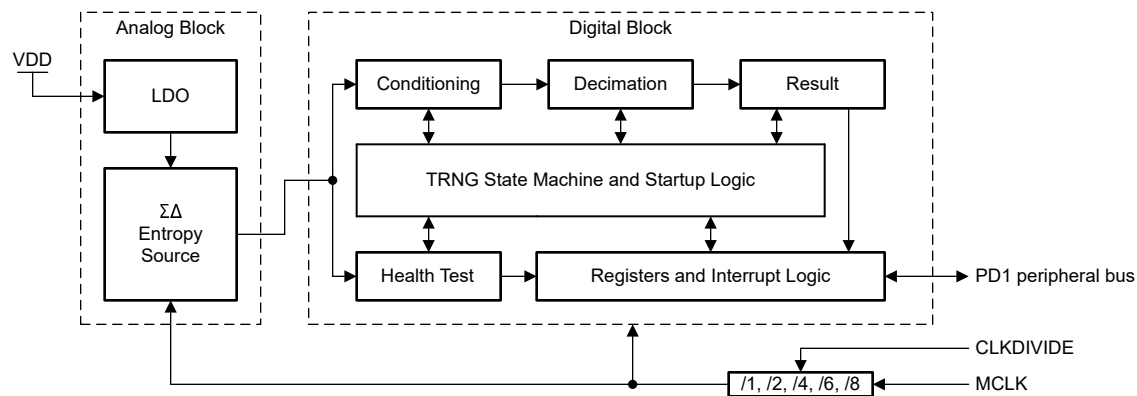 Analog Block
Digital Block
VDD
LDO
Conditioning
Decimation
Result
TRNG State Machine and Startup Logic
ΣΔ
Entropy
Source
Health Test
Registers and Interrupt Logic
PD1 peripheral bus
CLKDIVIDE
/1, /2, /4, /6, /8
MCLK